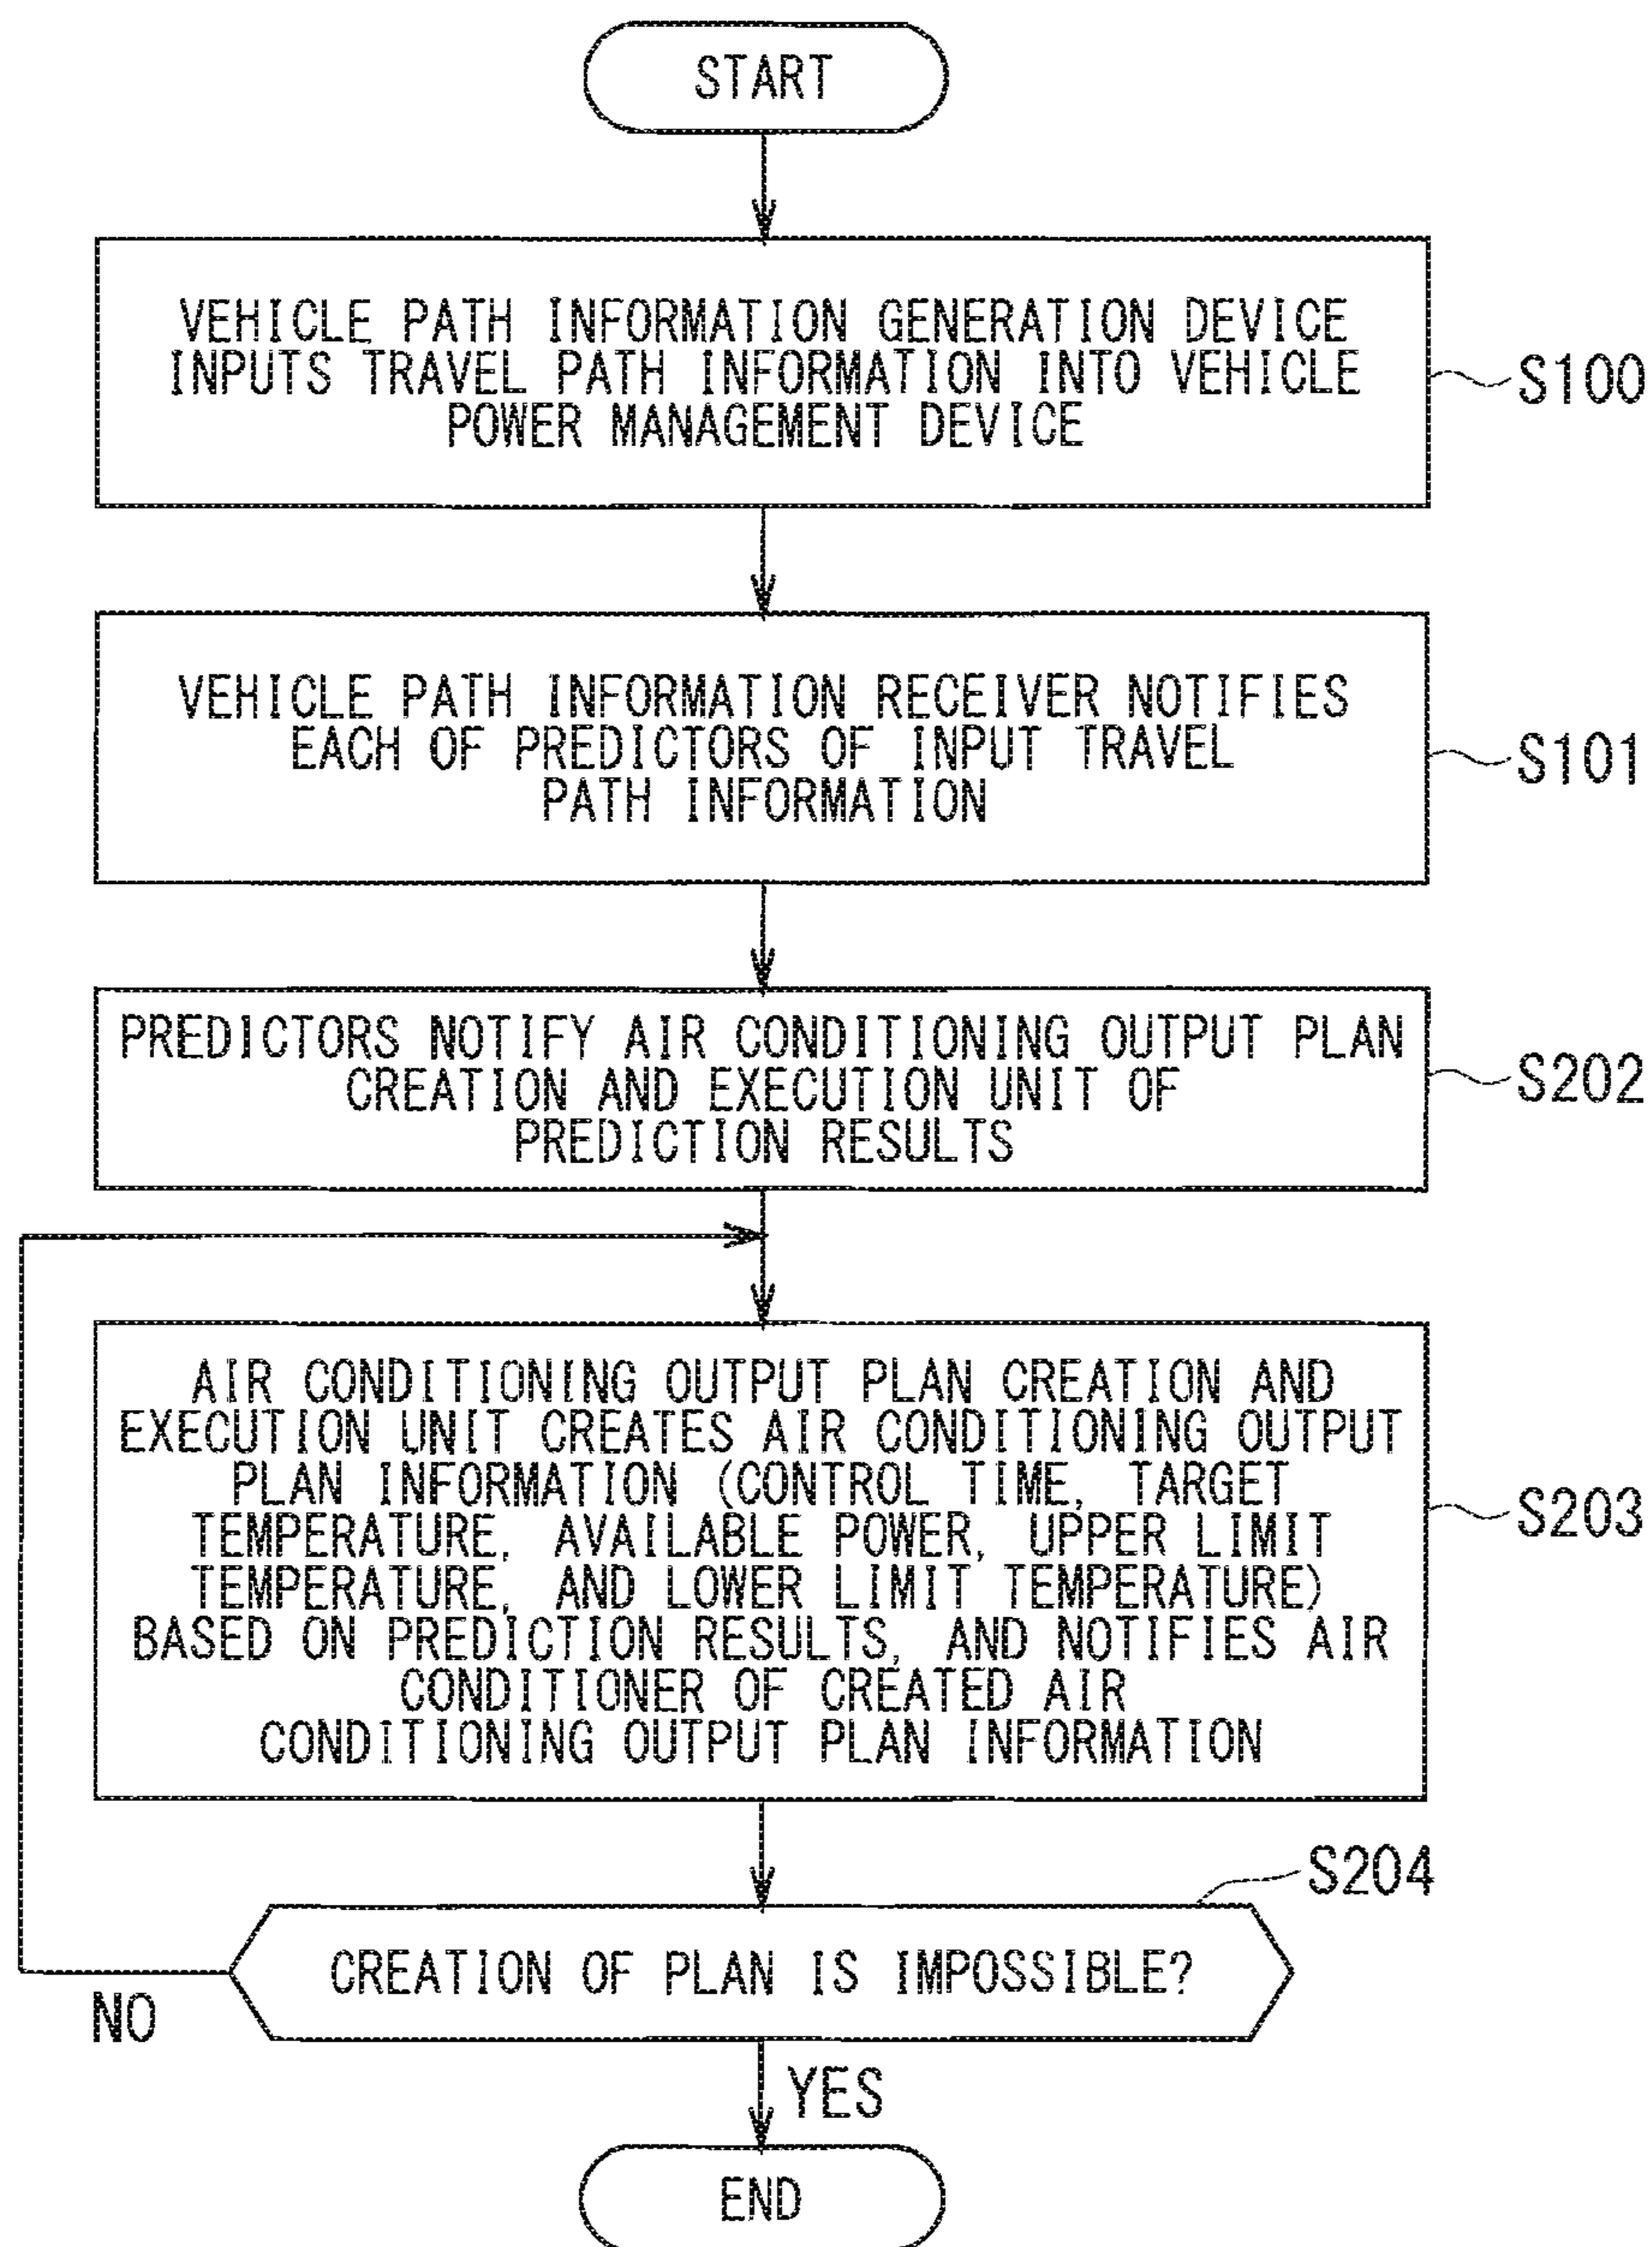 START
VEHICLE PATH INFORMATION GENERATION DEVICE
INPUTS TRAVEL PATH INFORMATION INTO VEHICLE
POWER MANAGEMENT DEVICE
S100
VEHICLE PATH INFORMATION RECEIVER NOTIFIES
EACH OF PREDICTORS OF INPUT TRAVEL
PATH INFORMATION
S101
PREDICTORS NOTIFY AIR CONDITIONING OUTPUT PLAN
CREATION AND EXECUTION UNIT OF
PREDICTION RESULTS
S202
AIR CONDITIONING OUTPUT PLAN CREATION AND
EXECUTION UNIT CREATES AIR CONDITIONING OUTPUT
PLAN INFORMATION (CONTROL TIME, TARGET
TEMPERATURE, AVAILABLE POWER, UPPER LIMIT
TEMPERATURE, AND LOWER LIMIT TEMPERATURE)
BASED ON PREDICTION RESULTS, AND NOTIFIES AIR
CONDITIONER OF CREATED AIR
CONDITIONING OUTPUT PLAN INFORMATION
S203
S204
CREATION OF PLAN IS IMPOSSIBLE?
NO
YES
END